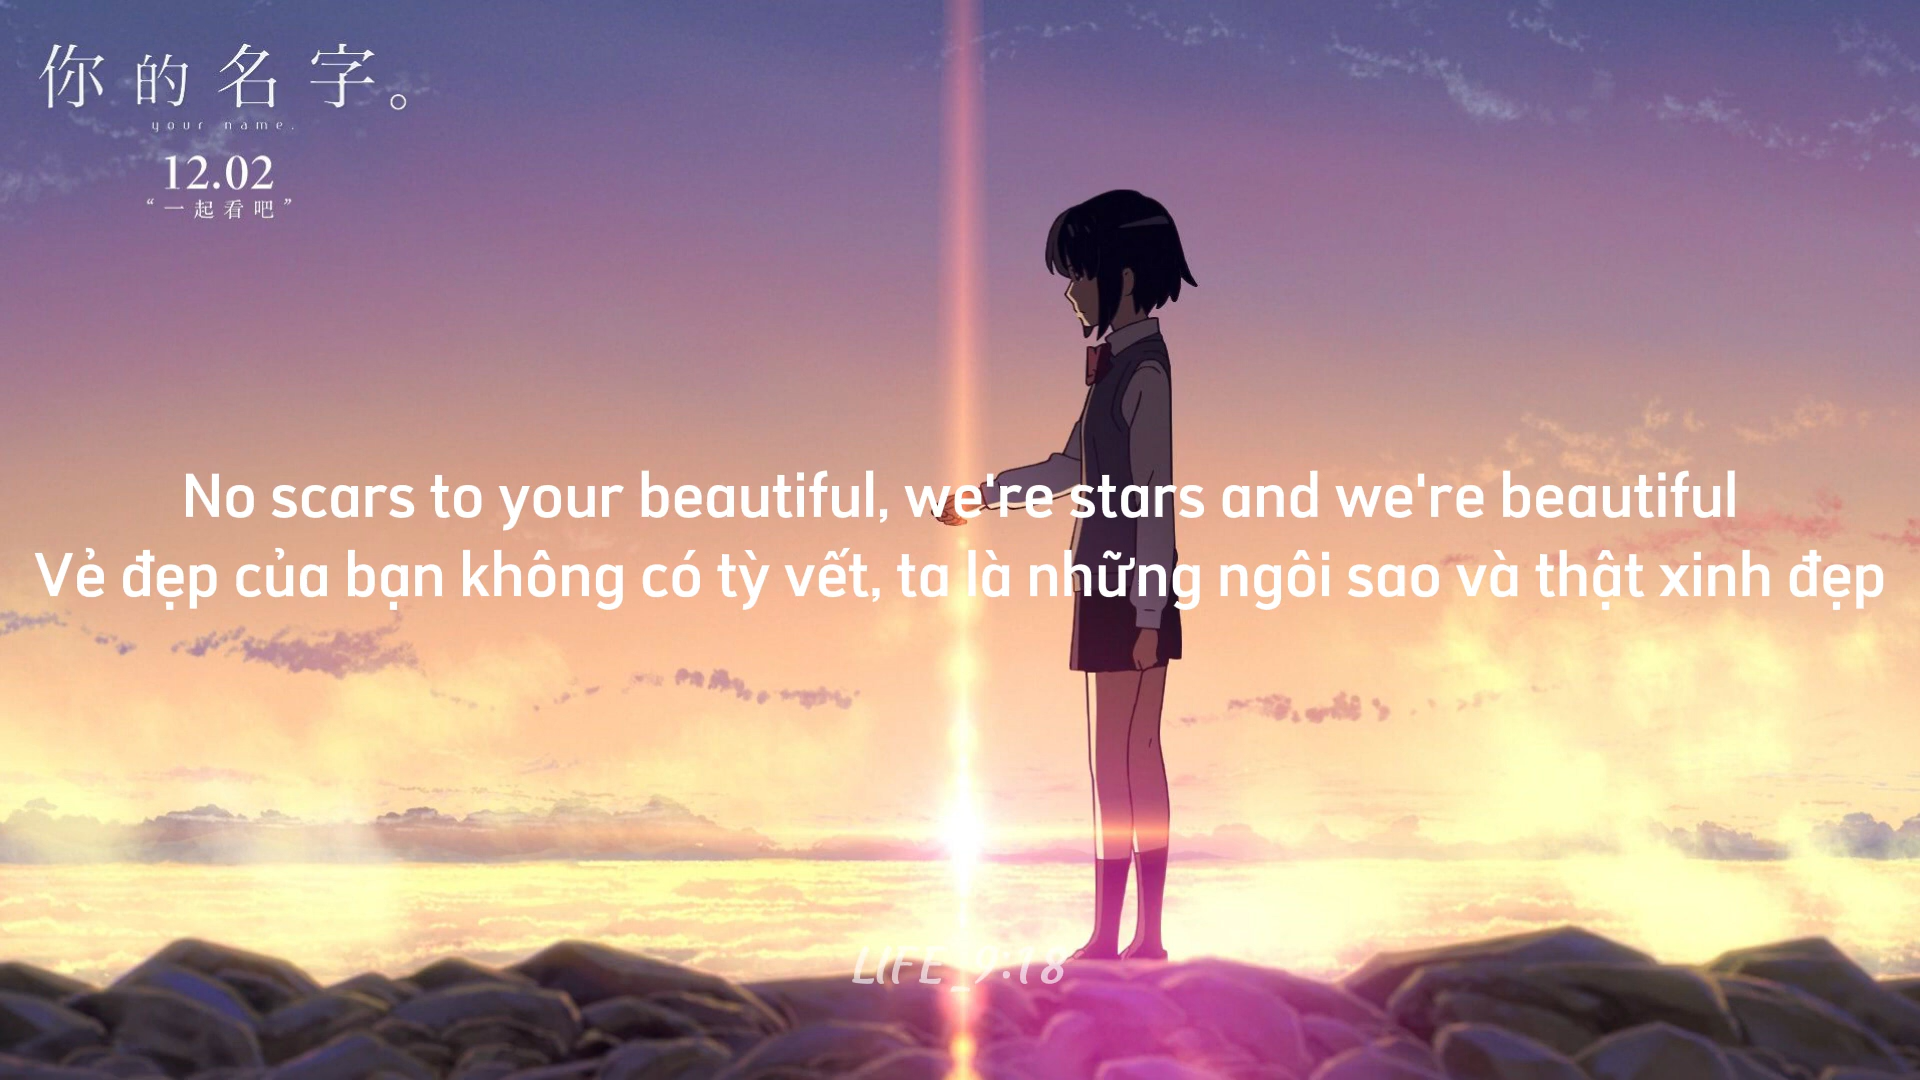 你的名字。
your name.
12.02
“一起看吧”
No scars to your beautiful, we're stars and we're beautiful
Vẻ đẹp của bạn không có tỳ vết, ta là những ngôi sao và thật xinh đẹp
LIFE_9:18